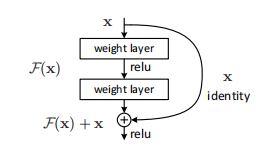 x
weight layer
relu
F(x)
weight layer
x
identity
F(x) + x
relu